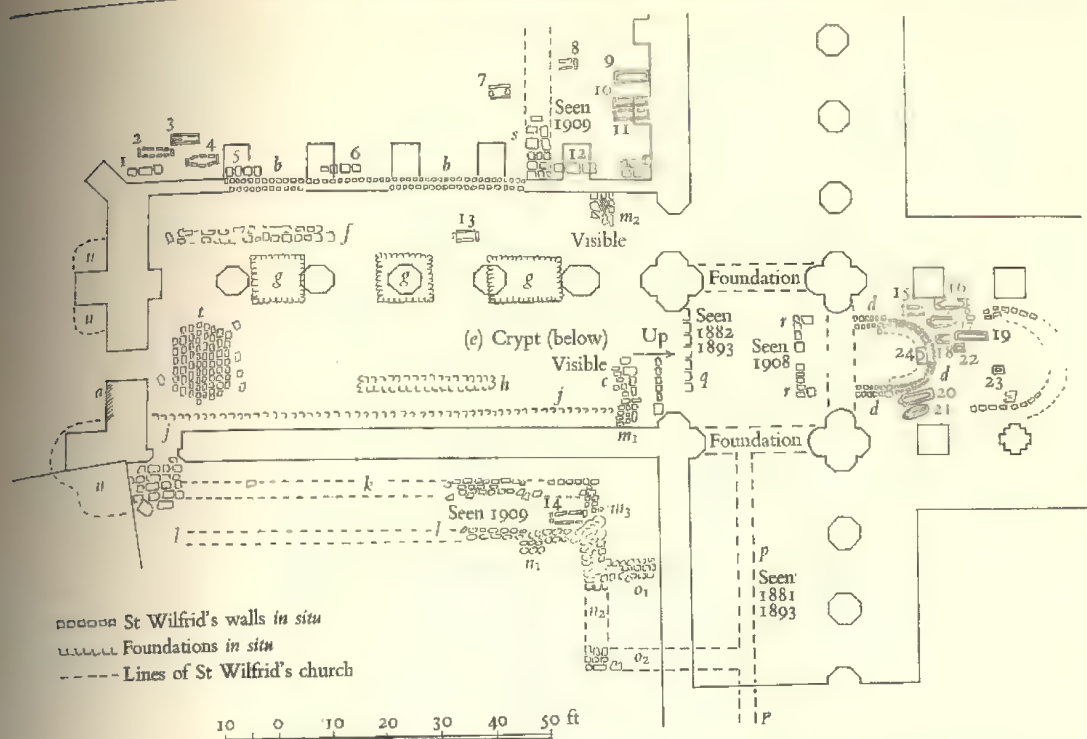 8
9
7
10
Seen
1909
11
3
2
s
1
4
5
b
6
b
12
m2
Visible
u
f
13
g
g
g
Foundation
u
t
(e) Crypt (below)
Up
Seen
1882
1893
Visible
c
q
r
Seen
1908
r
d
15
16
19
18
22
24
d
23
20
21
d
a
h
j
j
m1
Foundation
u
k
Seen 1909
14
m3
l
l
n1
o1
n2
o2
p
Seen
1881
1893
p
St Wilfrid's walls in situ
Foundations in situ
Lines of St Wilfrid's church
10 0 10 20 30 40 50 ft